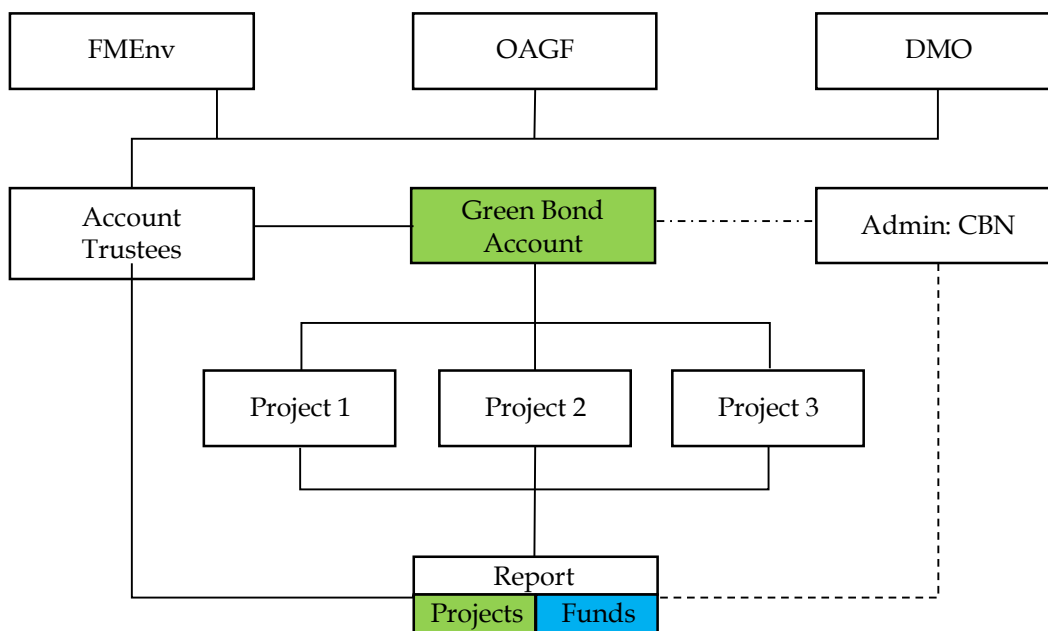 FMEnv
OAGF
DMO
Account
Trustees
Green Bond
Account
Admin: CBN
Project 1
Project 2
Project 3
Report
Projects
Funds